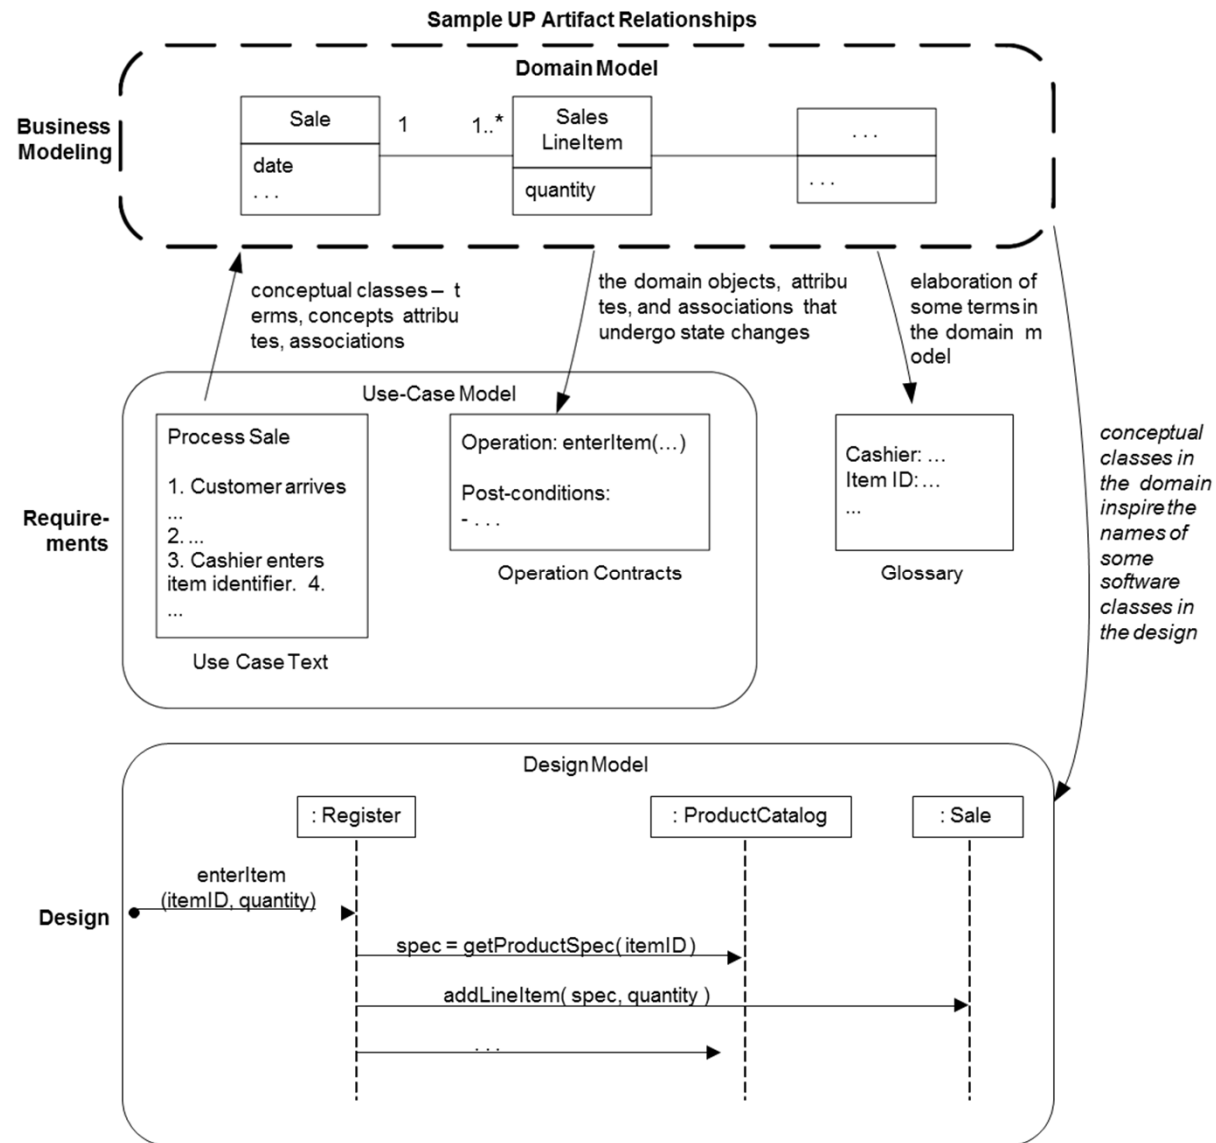 Sample UP Artifact Relationships
Domain Model
Business
Modeling
Sale
date
. . .
1
1..*
Sales
LineItem
quantity
. . .
. . .
conceptual classes – t
erms, concepts attribu
tes, associations
the domain objects, attribu
tes, and associations that
undergo state changes
elaboration of
some terms in
the domain m
odel
conceptual
classes in
the domain
inspire the
names of
some
software
classes in
the design
Require-
ments
Use-Case Model
Process Sale
1. Customer arrives
...
2. ...
3. Cashier enters
item identifier. 4.
...
Use Case Text
Operation: enterItem(…)
Post-conditions:
- . . .
Operation Contracts
Cashier: …
Item ID: …
...
Glossary
Design
Design Model
: Register
: ProductCatalog
: Sale
enterItem
(itemID, quantity)
spec = getProductSpec( itemID )
addLineItem( spec, quantity )
. . .